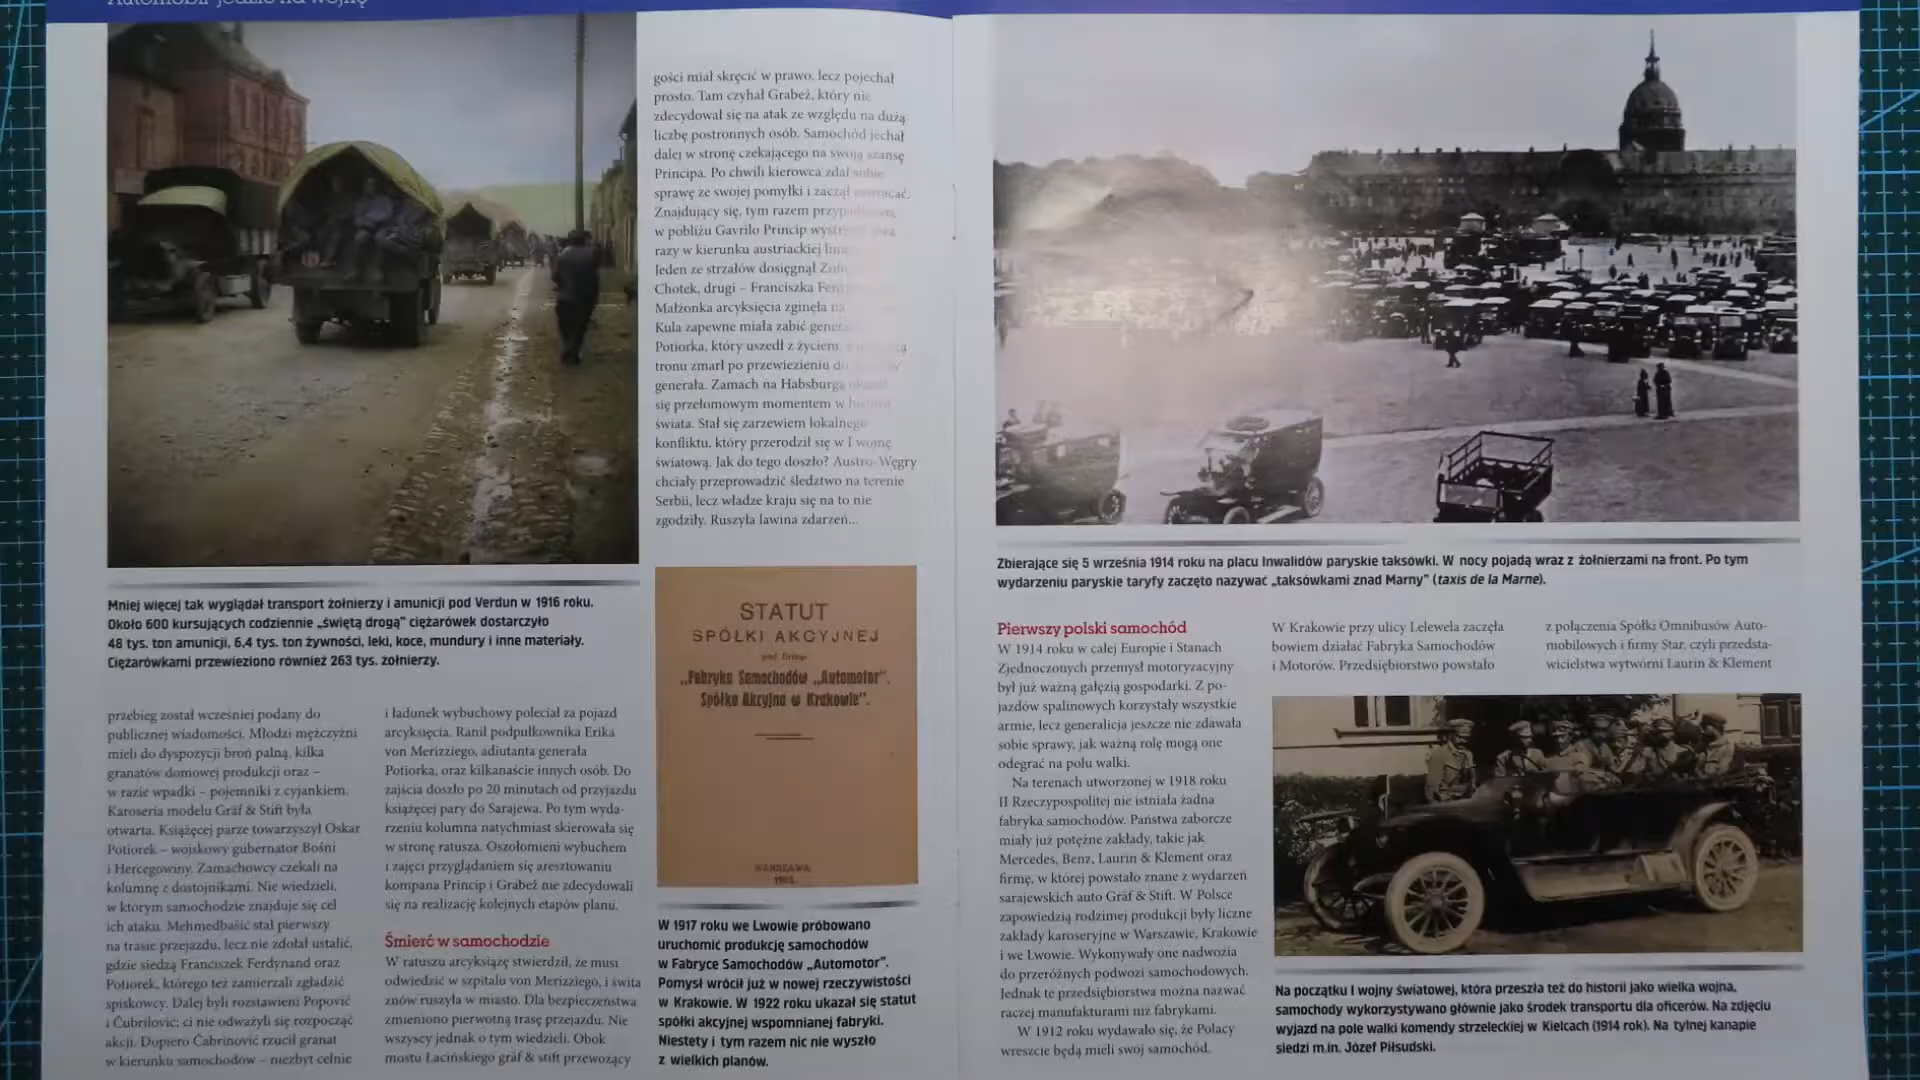 Automobil jedzie na wojnę
Mniej więcej tak wyglądał transport żołnierzy i amunicji pod Verdun w 1916 roku.
Około 600 kursujących codziennie „świętą drogą” ciężarówek dostarczyło
48 tys. ton amunicji, 6,4 tys. ton żywności, leki, koce, mundury i inne materiały.
Ciężarówkami przewieziono również 263 tys. żołnierzy.
przebieg został wcześniej podany do
publicznej wiadomości. Młodzi mężczyźni
mieli do dyspozycji broń palną, kilka
granatów domowej produkcji oraz –
w razie wpadki – pojemniki z cyjankiem.
Karoseria modelu Gräf & Stift była
otwarta. Książęcej parze towarzyszył Oskar
Potiorek – wojskowy gubernator Bośni
i Hercegowiny. Zamachowcy czekali na
kolumnę z dostojnikami. Nie wiedzieli,
w którym samochodzie znajduje się cel
ich ataku. Mehmedbašić stał pierwszy
na trasie przejazdu, lecz nie zdołał ustalić,
gdzie siedzą Franciszek Ferdynand oraz
Potiorek, którego też zamierzali zgładzić
spiskowcy. Dalej byli rozstawieni Popović
i Čubrilović; ci nie odważyli się rozpocząć
akcji. Dopiero Čabrinović rzucił granat
w kierunku samochodów – niezbyt celnie
i ładunek wybuchowy poleciał za pojazd
arcyksięcia. Ranił podpułkownika Erika
von Merizziego, adiutanta generała
Potiorka, oraz kilkanaście innych osób. Do
zajścia doszło po 20 minutach od przyjazdu
książęcej pary do Sarajewa. Po tym wyda-
rzeniu kolumna natychmiast skierowała się
w stronę ratusza. Oszołomieni wybuchem
i zajęci przyglądaniem się aresztowaniu
kompana Princip i Grabež nie zdecydowali
się na realizację kolejnych etapów planu.
Śmierć w samochodzie
W ratuszu arcyksiążę stwierdził, że musi
odwiedzić w szpitalu von Merizziego, i świta
znów ruszyła w miasto. Dla bezpieczeństwa
zmieniono pierwotną trasę przejazdu. Nie
wszyscy jednak o tym wiedzieli. Obok
mostu Łacińskiego gräf & stift przewożący
gości miał skręcić w prawo, lecz pojechał
prosto. Tam czyhał Grabež, który nie
zdecydował się na atak ze względu na dużą
liczbę postronnych osób. Samochód jechał
dalej w stronę czekającego na swoją szansę
Principa. Po chwili kierowca zdał sobie
sprawę ze swojej pomyłki i zaczął zawracać.
Znajdujący się, tym razem
w pobliżu Gavrilo Princip
razy w kierunku austriackiej
Jeden ze strzałów dosięgnął
Chotek, drugi – Franciszka
Małżonka arcyksięcia zginęła na
Kula zapewne miała zabić
Potiorka, który uszedł z życiem,
tronu zmarł po przewiezieniu do
generała. Zamach na Habsburga
się przełomowym momentem w
świata. Stał się zarzewiem lokalnego
konfliktu, który przerodził się w I wojnę
światową. Jak do tego doszło? Austro-Węgry
chciały przeprowadzić śledztwo na terenie
Serbii, lecz władze kraju się na to nie
zgodziły. Ruszyła lawina zdarzeń...
STATUT
SPÓŁKI AKCYJNEJ
pod firmą:
„Fabryka Samochodów „Automotor”.
Spółka Akcyjna w Krakowie”.
WARSZAWA
W 1917 roku we Lwowie próbowano
uruchomić produkcję samochodów
w Fabryce Samochodów „Automotor”.
Pomysł wrócił już w nowej rzeczywistości
w Krakowie. W 1922 roku ukazał się statut
spółki akcyjnej wspomnianej fabryki.
Niestety i tym razem nic nie wyszło
z wielkich planów.
Zbierające się 5 września 1914 roku na placu Inwalidów paryskie taksówki. W nocy pojadą wraz z żołnierzami na front. Po tym
wydarzeniu paryskie taryfy zaczęto nazywać „taksówkami znad Marny” (taxis de la Marne).
Pierwszy polski samochód
W 1914 roku w całej Europie i Stanach
Zjednoczonych przemysł motoryzacyjny
był już ważną gałęzią gospodarki. Z po-
jazdów spalinowych korzystały wszystkie
armie, lecz generalicja jeszcze nie zdawała
sobie sprawy, jak ważną rolę mogą one
odegrać na polu walki.
Na terenach utworzonej w 1918 roku
II Rzeczypospolitej nie istniała żadna
fabryka samochodów. Państwa zaborcze
miały już potężne zakłady, takie jak
Mercedes, Benz, Laurin & Klement oraz
firmę, w której powstało znane z wydarzeń
sarajewskich auto Gräf & Stift. W Polsce
zapowiedzią rodzimej produkcji były liczne
zakłady karoseryjne w Warszawie, Krakowie
i we Lwowie. Wykonywały one nadwozia
do przeróżnych podwozi samochodowych.
Jednak te przedsiębiorstwa można nazwać
raczej manufakturami niż fabrykami.
W 1912 roku wydawało się, że Polacy
wreszcie będą mieli swój samochód.
W Krakowie przy ulicy Lelewela zaczęła
bowiem działać Fabryka Samochodów
i Motorów. Przedsiębiorstwo powstało
z połączenia Spółki Omnibusów Auto-
mobilowych i firmy Star, czyli przedsta-
wicielstwa wytwórni Laurin & Klement
Na początku I wojny światowej, która przeszła też do historii jako wielka wojna,
samochody wykorzystywano głównie jako środek transportu dla oficerów. Na zdjęciu
wyjazd na pole walki komendy strzeleckiej w Kielcach (1914 rok). Na tylnej kanapie
siedzi m.in. Józef Piłsudski.